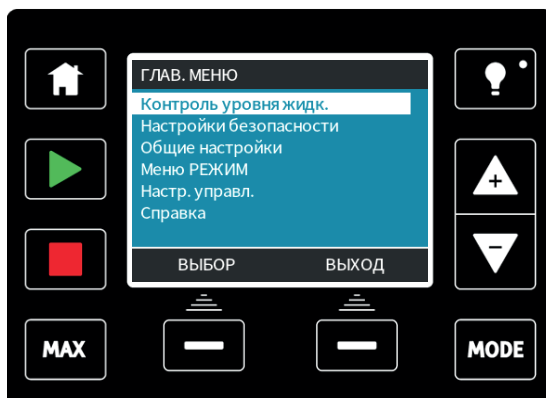 ГЛАВ. МЕНЮ
Контроль уровня жидк.
Настройки безопасности
Общие настройки
Меню РЕЖИМ
Настр. управл.
Справка
ВЫБОР ВЫХОД
MAX
MODE